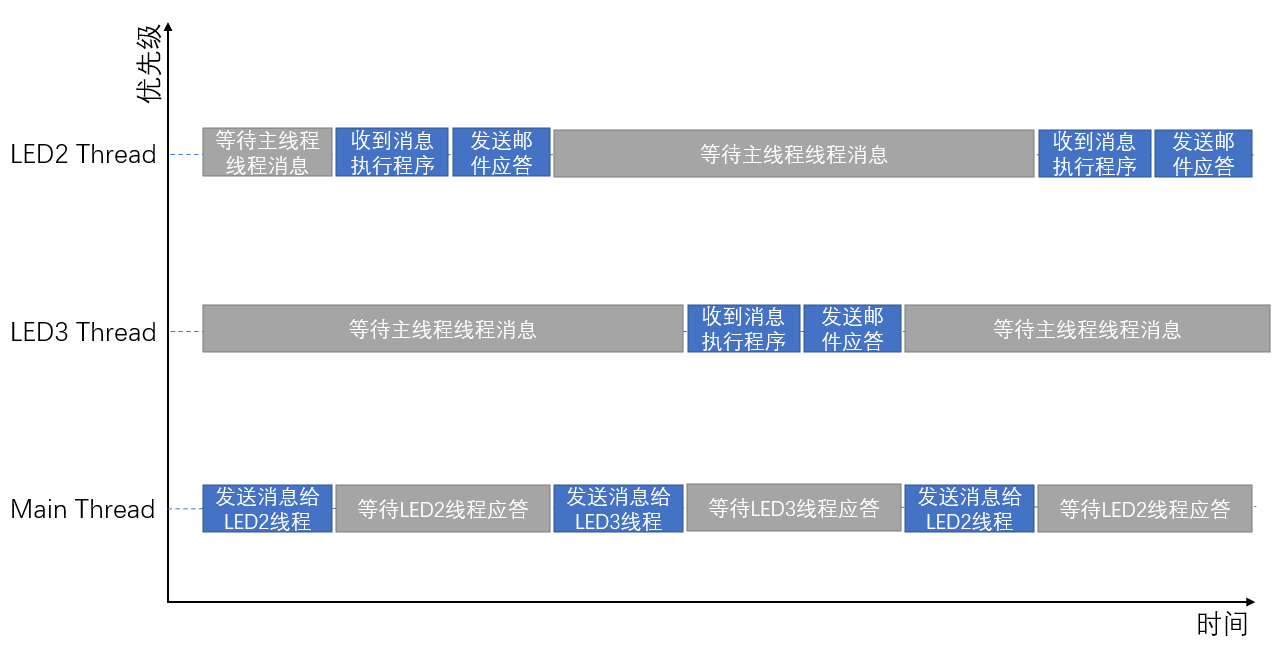 优先级
LED2 Thread
等待主线程
线程消息
收到消息
执行程序
发送邮
件应答
等待主线程线程消息
收到消息
执行程序
发送邮
件应答
LED3 Thread
等待主线程线程消息
收到消息
执行程序
发送邮
件应答
等待主线程线程消息
Main Thread
发送消息给
LED2线程
等待LED2线程应答
发送消息给
LED3线程
等待LED3线程应答
发送消息给
LED2线程
等待LED2线程应答
时间